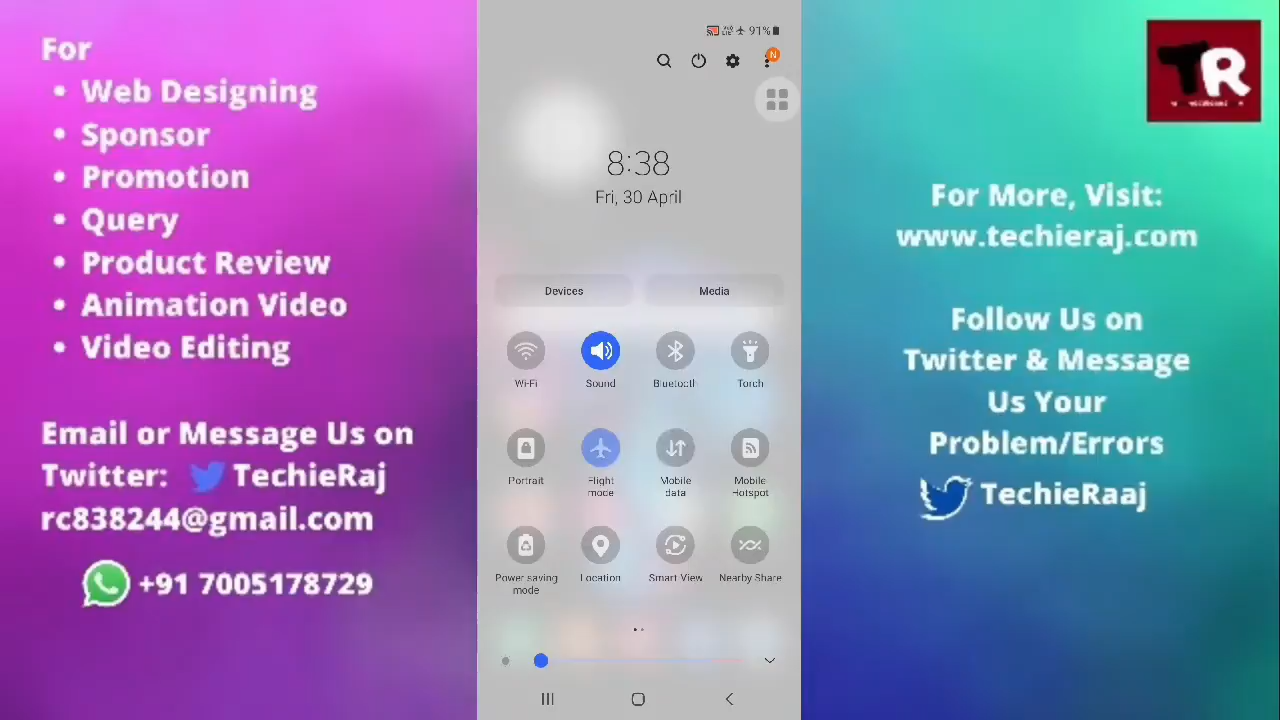 For
• Web Designing
• Sponsor
• Promotion
• Query
• Product Review
• Animation Video
• Video Editing
Email or Message Us on
Twitter: TechieRaj
rc838244@gmail.com
+91 7005178729
91%
N
8:38
Fri, 30 April
Devices
Media
Wi-Fi
Sound
Bluetooth
Torch
Portrait
Flight
mode
Mobile
data
Mobile
Hotspot
Power saving
mode
Location
Smart View
Nearby Share
TR
For More, Visit:
www.techieraj.com
Follow Us on
Twitter & Message
Us Your
Problem/Errors
TechieRaaj